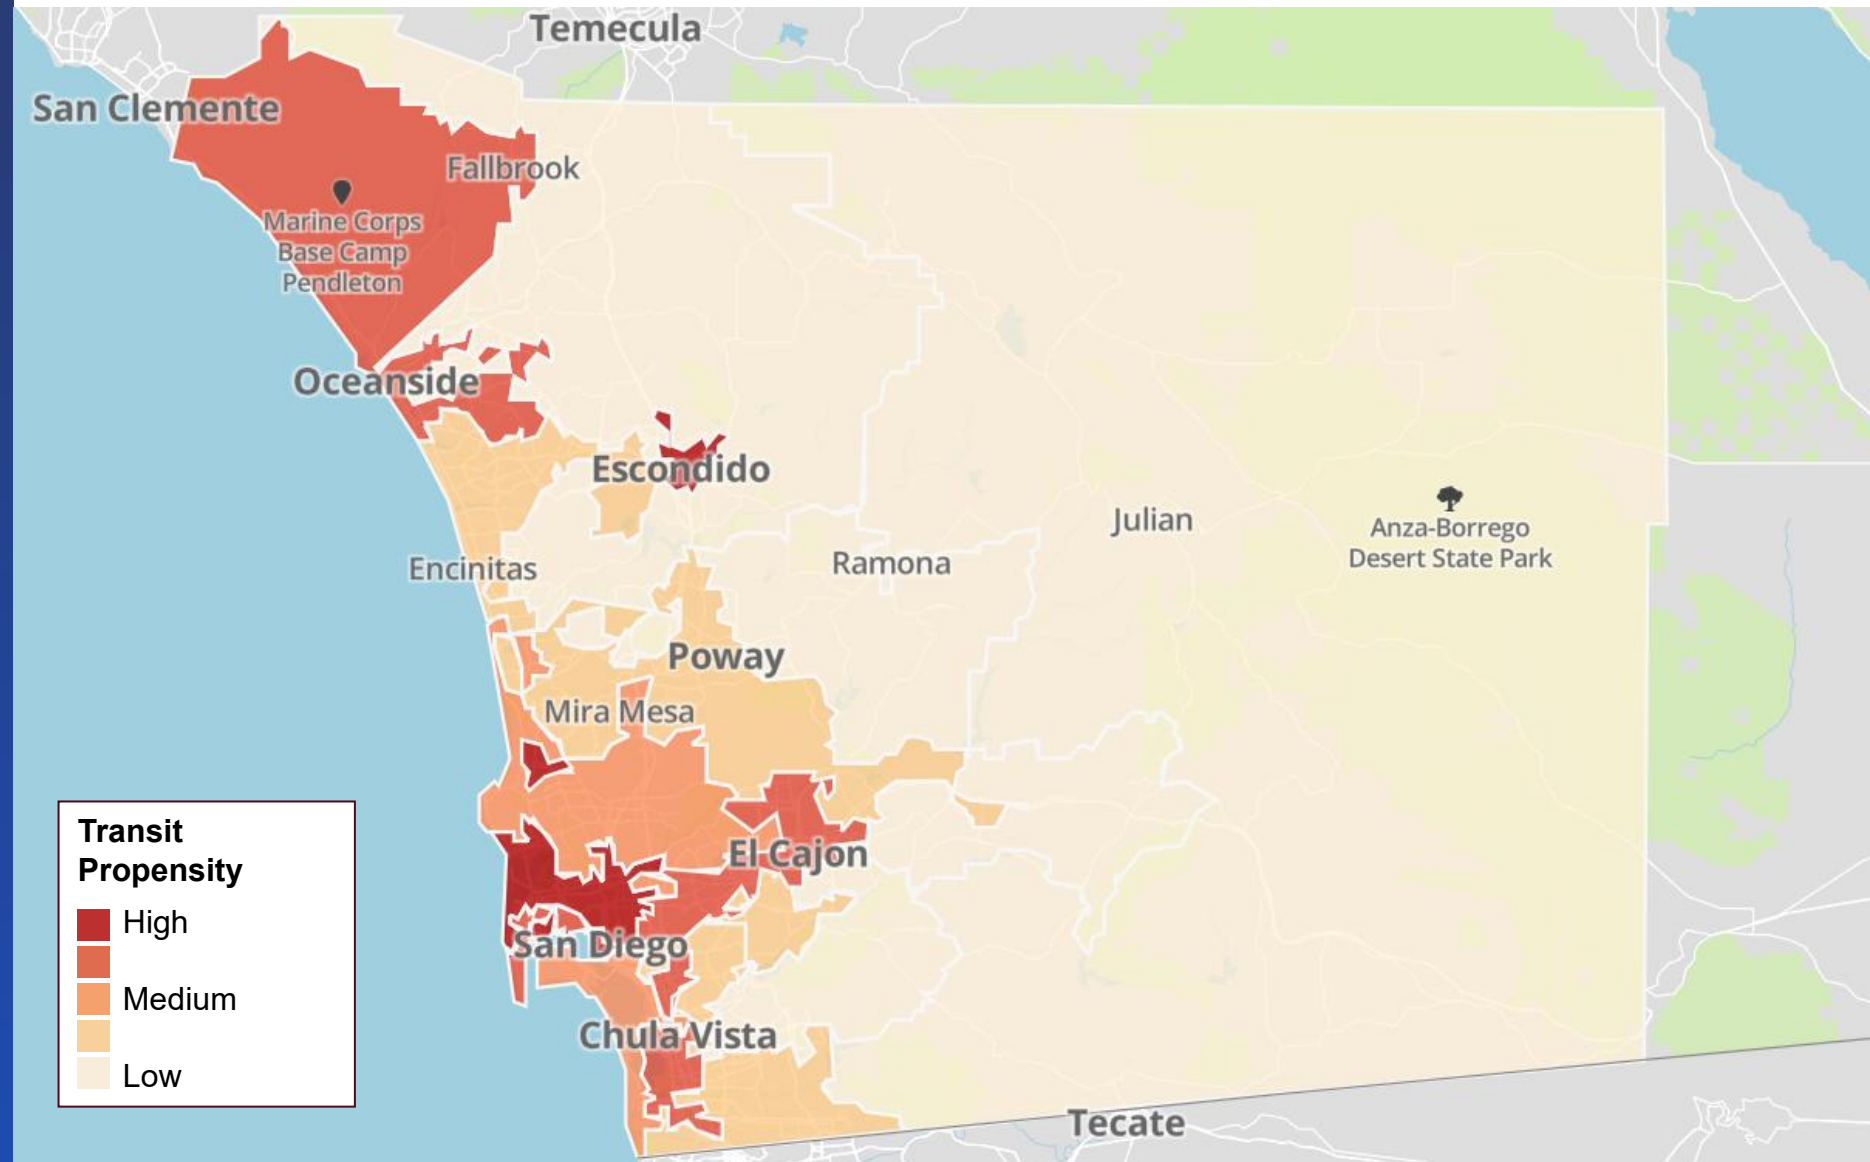 Temecula
San Clemente
Fallbrook
Marine Corps
Base Camp
Pendleton
Oceanside
Escondido
Julian
Anza-Borrego
Desert State Park
Encinitas
Ramona
Poway
Mira Mesa
El Cajon
San Diego
Chula Vista
Tecate
Transit
Propensity
High
Medium
Low